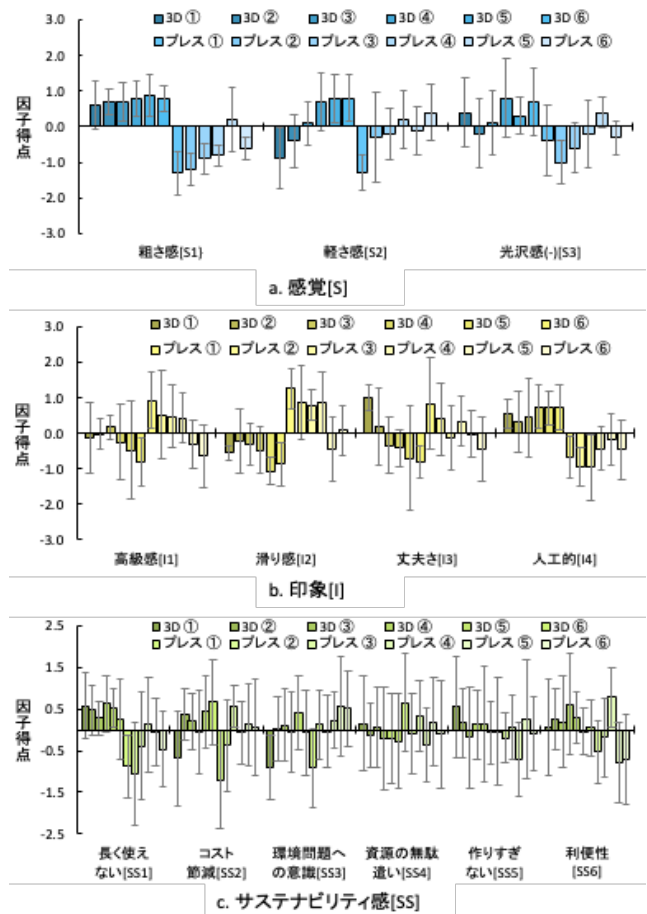 3D ① 3D ② 3D ③ 3D ④ 3D ⑤ 3D ⑥
プレス ① プレス ② プレス ③ プレス ④ プレス ⑤ プレス ⑥
3.0
2.0
1.0
0.0
-1.0
-2.0
-3.0
因子得点
粗さ感[S1} 軽さ感[S2] 光沢感(-)[S3]
a. 感覚[S]
3D ① 3D ② 3D ③ 3D ④ 3D ⑤ 3D ⑥
プレス ① プレス ② プレス ③ プレス ④ プレス ⑤ プレス ⑥
3.0
2.0
1.0
0.0
-1.0
-2.0
-3.0
因子得点
高級感[I1] 滑り感[I2] 丈夫さ[I3] 人工的[I4]
b. 印象[I]
3D ① 3D ② 3D ③ 3D ④ 3D ⑤ 3D ⑥
プレス ① プレス ② プレス ③ プレス ④ プレス ⑤ プレス ⑥
2.5
1.5
0.5
-0.5
-1.5
-2.5
因子得点
長く使え コスト 環境問題へ 資源の無駄 作りすぎ 利便性
ない[SS1] 節減[SS2] の意識[SS3] 遣い[SS4] ない[SS5] [SS6]
c. サステナビリティ感[SS]